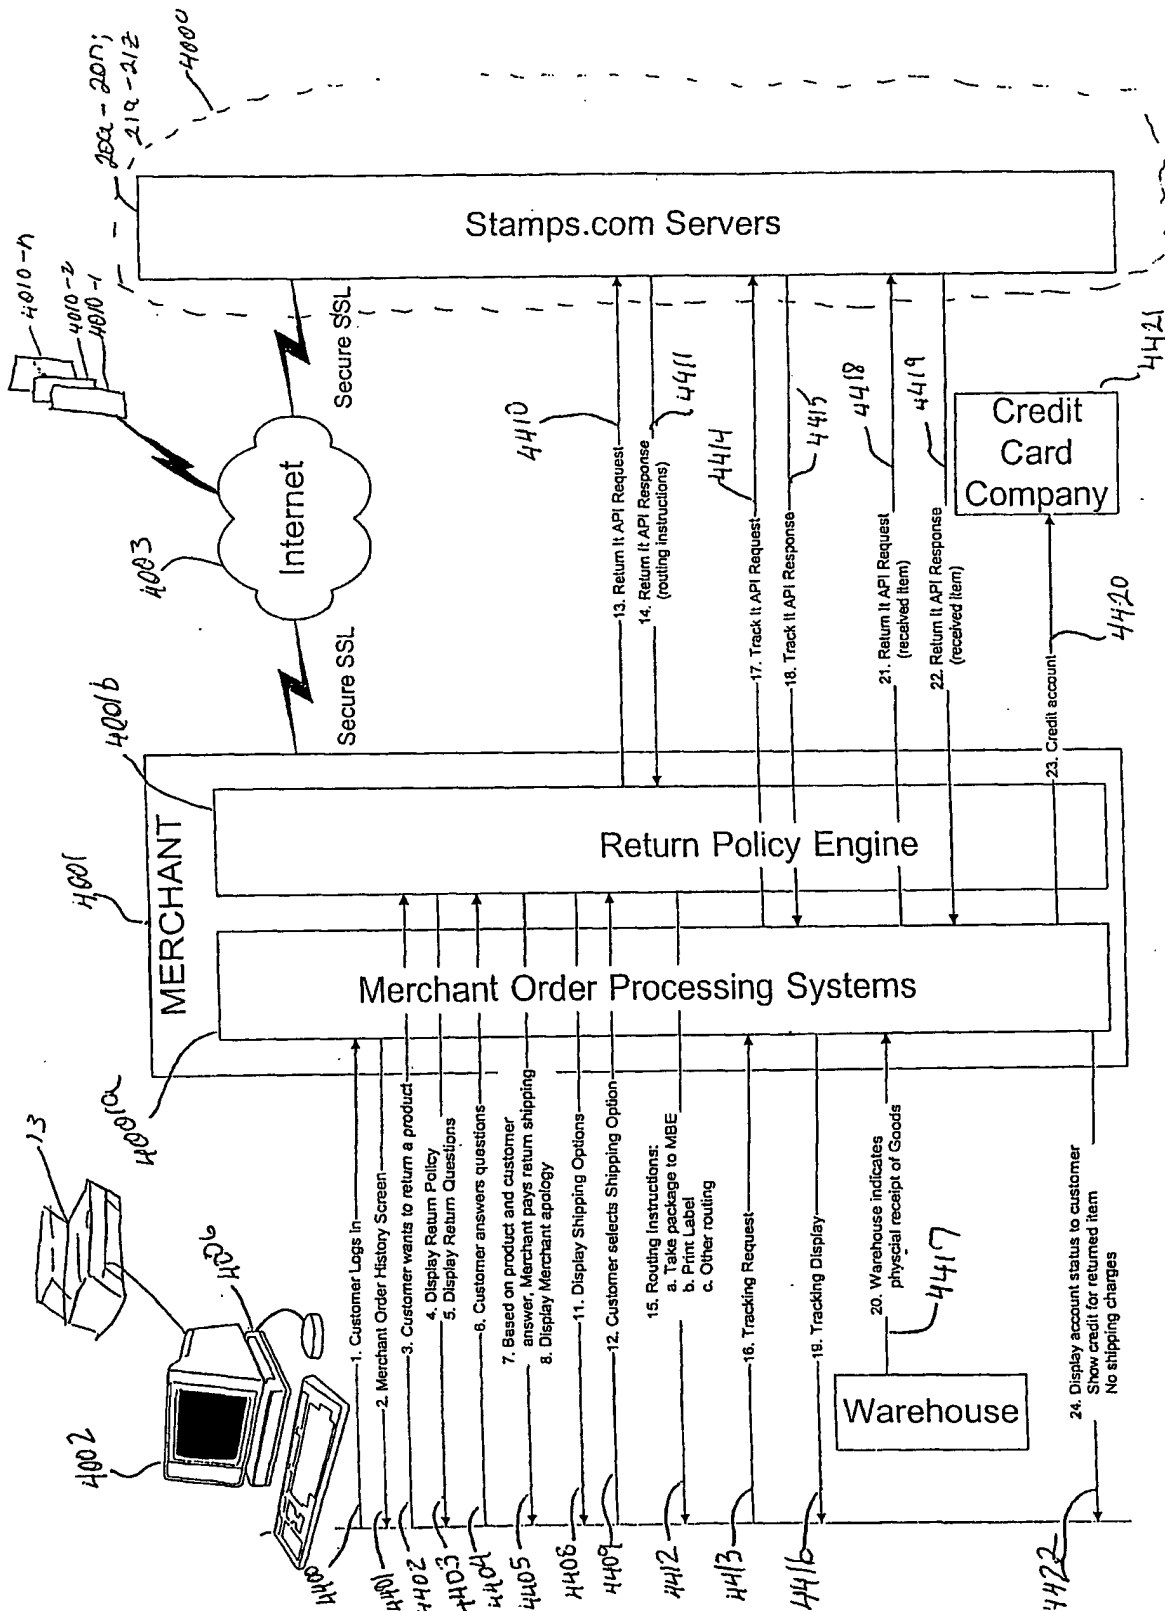 20a - 20n;
21a - 21z
4000
4010-n
4010-2
4010-1
Stamps.com Servers
Secure SSL
Internet
4003
Secure SSL
4410
13. Return It API Request
14. Return It API Response
(routing instructions)
4411
4414
17. Track It API Request
18. Track It API Response
4415
21. Return It API Request
(received item)
4418
22. Return It API Response
(received item)
4419
Credit
Card
Company
4421
23. Credit account
4420
4001
4001b
MERCHANT
Return Policy Engine
4001a
Merchant Order Processing Systems
13
4002
4006
4400
1. Customer Logs In
4401
2. Merchant Order History Screen
4402
3. Customer wants to return a product
4403
4. Display Return Policy
5. Display Return Questions
4404
6. Customer answers questions
4405
7. Based on product and customer
answer, Merchant pays return shipping
8. Display Merchant apology
4408
11. Display Shipping Options
4409
12. Customer selects Shipping Option
4412
15. Routing Instructions:
a. Take package to MBE
b. Print Label
c. Other routing
4413
16. Tracking Request
4416
19. Tracking Display
20. Warehouse indicates
physcial receipt of Goods
4417
Warehouse
4422
24. Display account status to customer
Show credit for returned item
No shipping charges